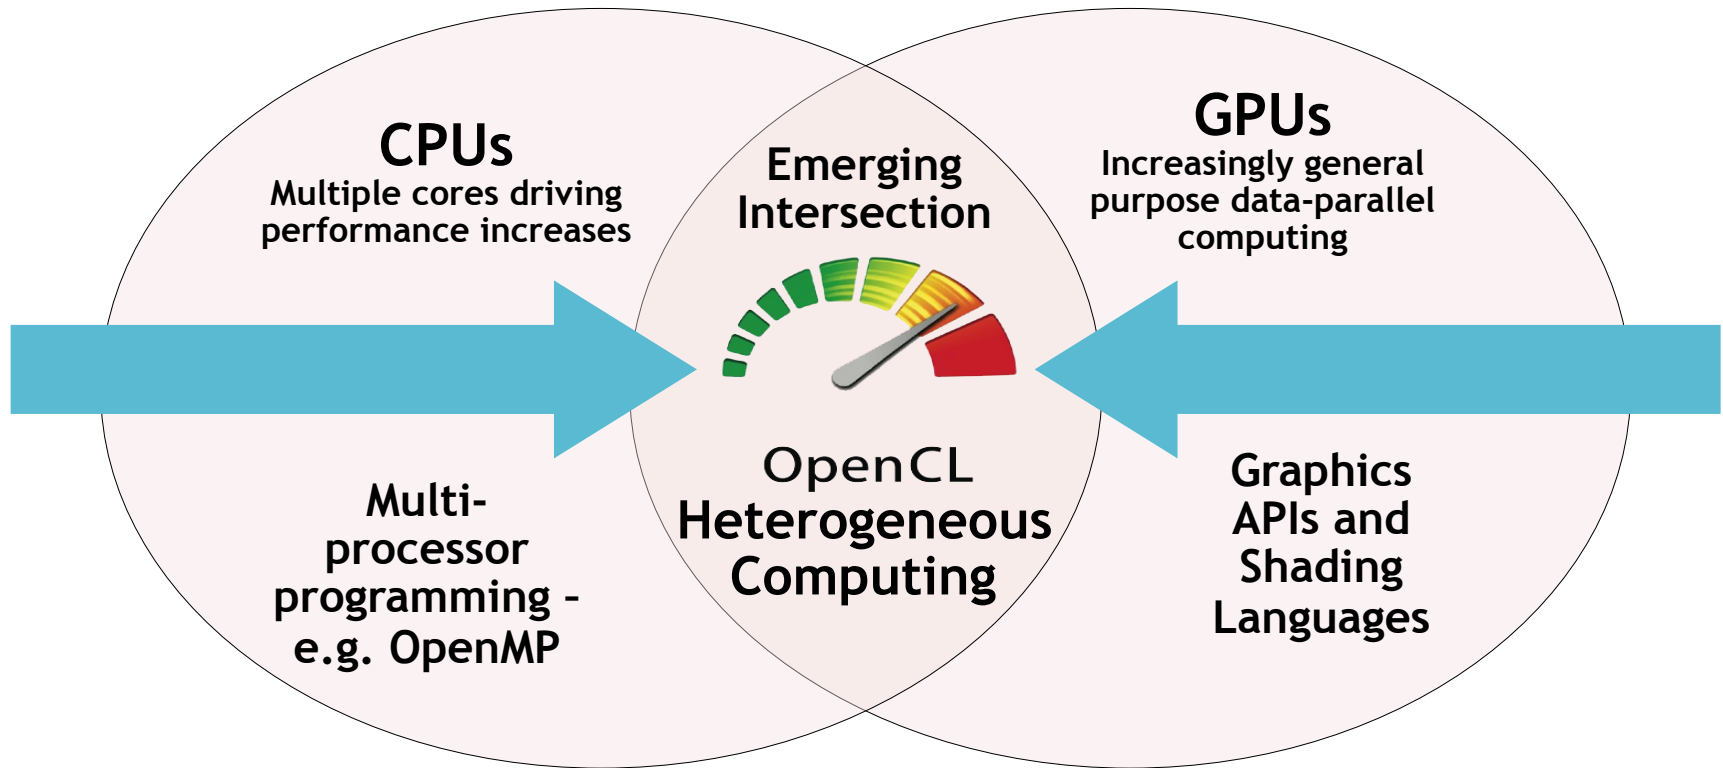 CPUs
Multiple cores driving
performance increases
Multi-
processor
programming –
e.g. OpenMP
Emerging
Intersection
OpenCL
Heterogeneous
Computing
GPUs
Increasingly general
purpose data-parallel
computing
Graphics
APIs and
Shading
Languages